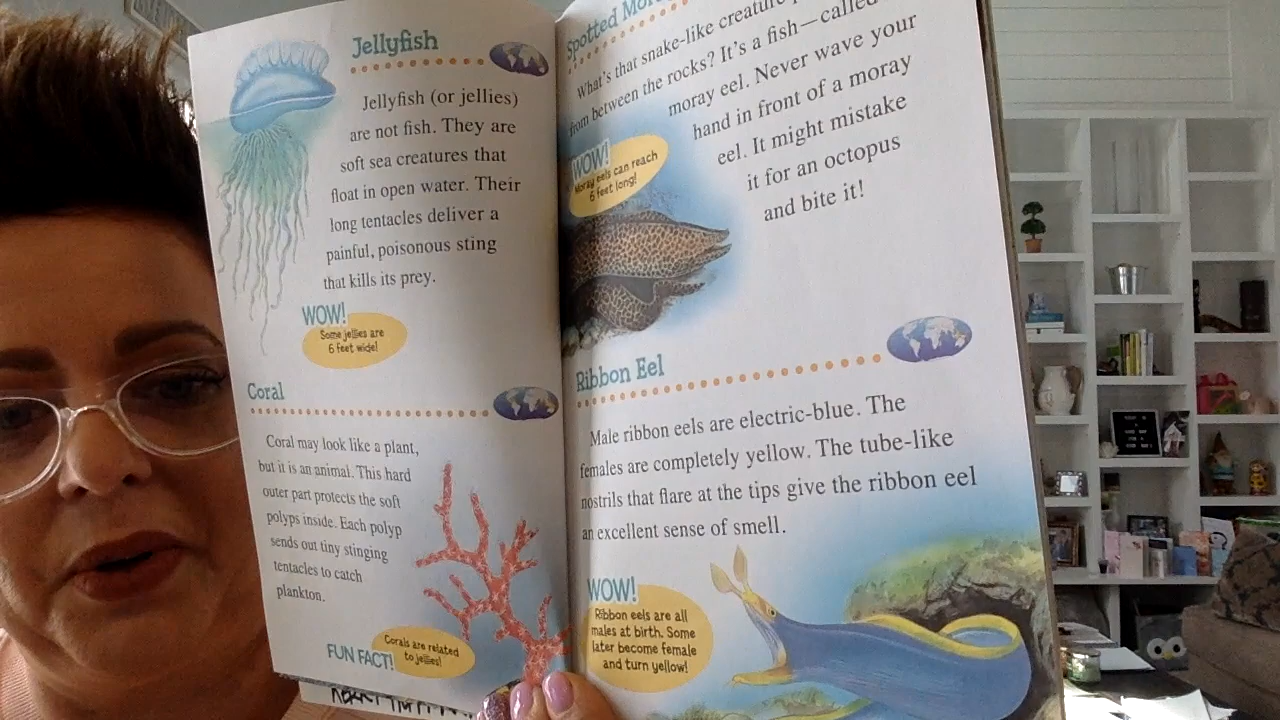 Jellyfish
Jellyfish (or jellies)
are not fish. They are
soft sea creatures that
float in open water. Their
long tentacles deliver a
painful, poisonous sting
that kills its prey.
WOW!
Some jellies are
6 feet wide!
Coral
Coral may look like a plant,
but it is an animal. This hard
outer part protects the soft
polyps inside. Each polyp
sends out tiny stinging
tentacles to catch
plankton.
FUN FACT!
Corals are related
to jellies!
Spotted
What's that snake-like creature
from between the rocks? It's a fish—called
moray eel. Never wave your
hand in front of a moray
eel. It might mistake
it for an octopus
and bite it!
WOW!
Moray eels can reach
6 feet long!
Ribbon Eel
Male ribbon eels are electric-blue. The
females are completely yellow. The tube-like
nostrils that flare at the tips give the ribbon eel
an excellent sense of smell.
WOW!
Ribbon eels are all
males at birth. Some
later become female
and turn yellow!